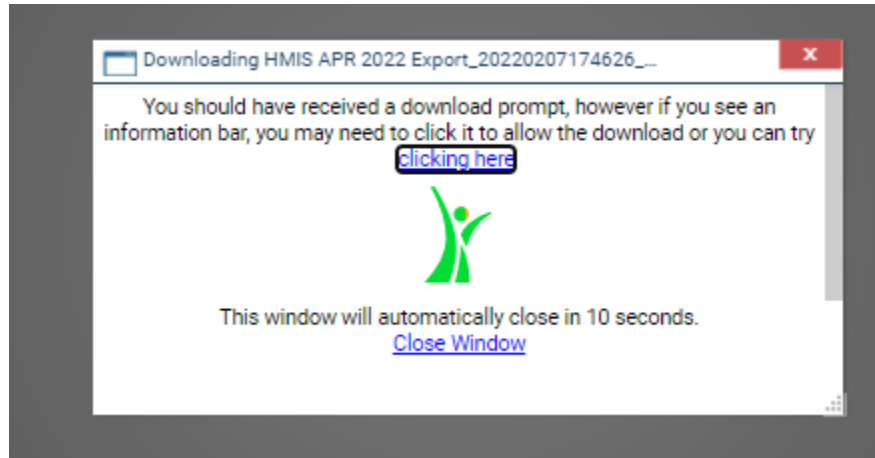 Downloading HMIS APR 2022 Export_20220207174626_...
x
You should have received a download prompt, however if you see an
information bar, you may need to click it to allow the download or you can try
clicking here
This window will automatically close in 10 seconds.
Close Window